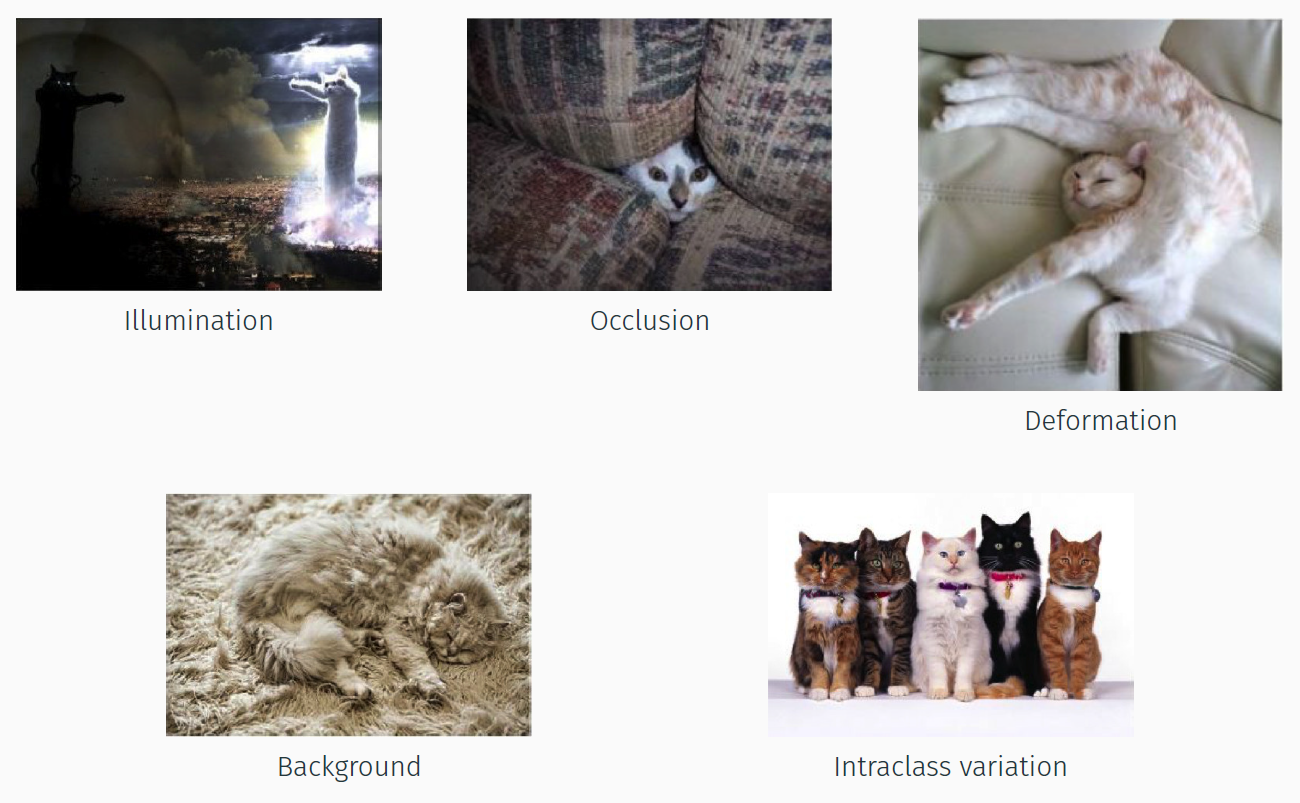 Illumination
Occlusion
Deformation
Background
Intraclass variation